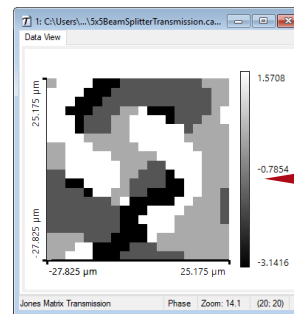 1: C:\Users\...\5x5BeamSplitterTransmission.ca...
Data View
25.175 µm
-27.825 µm
-27.825 µm
25.175 µm
1.5708
-0.7854
-3.1416
Jones Matrix Transmission
Phase
Zoom: 14.1
(20; 20)